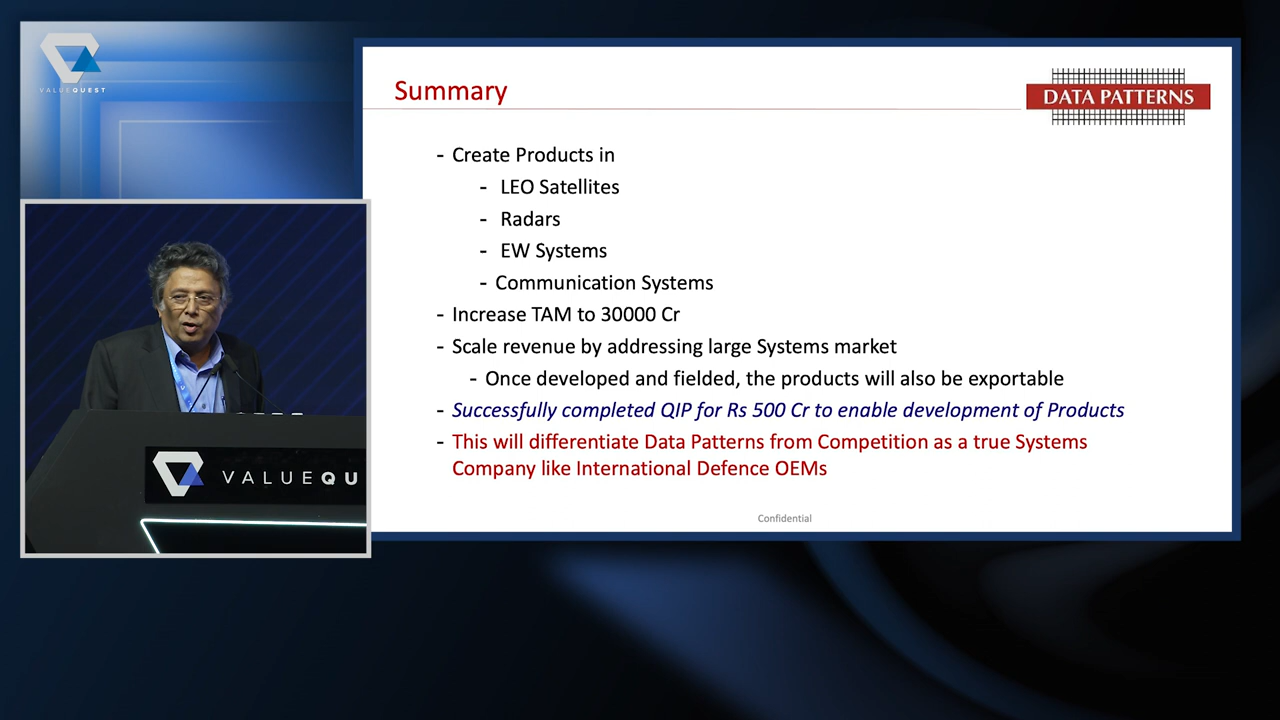 VALUEQUEST
Summary
DATA PATTERNS
- Create Products in
- LEO Satellites
- Radars
- EW Systems
- Communication Systems
- Increase TAM to 30000 Cr
- Scale revenue by addressing large Systems market
- Once developed and fielded, the products will also be exportable
- Successfully completed QIP for Rs 500 Cr to enable development of Products
- This will differentiate Data Patterns from Competition as a true Systems
Company like International Defence OEMs
Confidential
VALUEQU